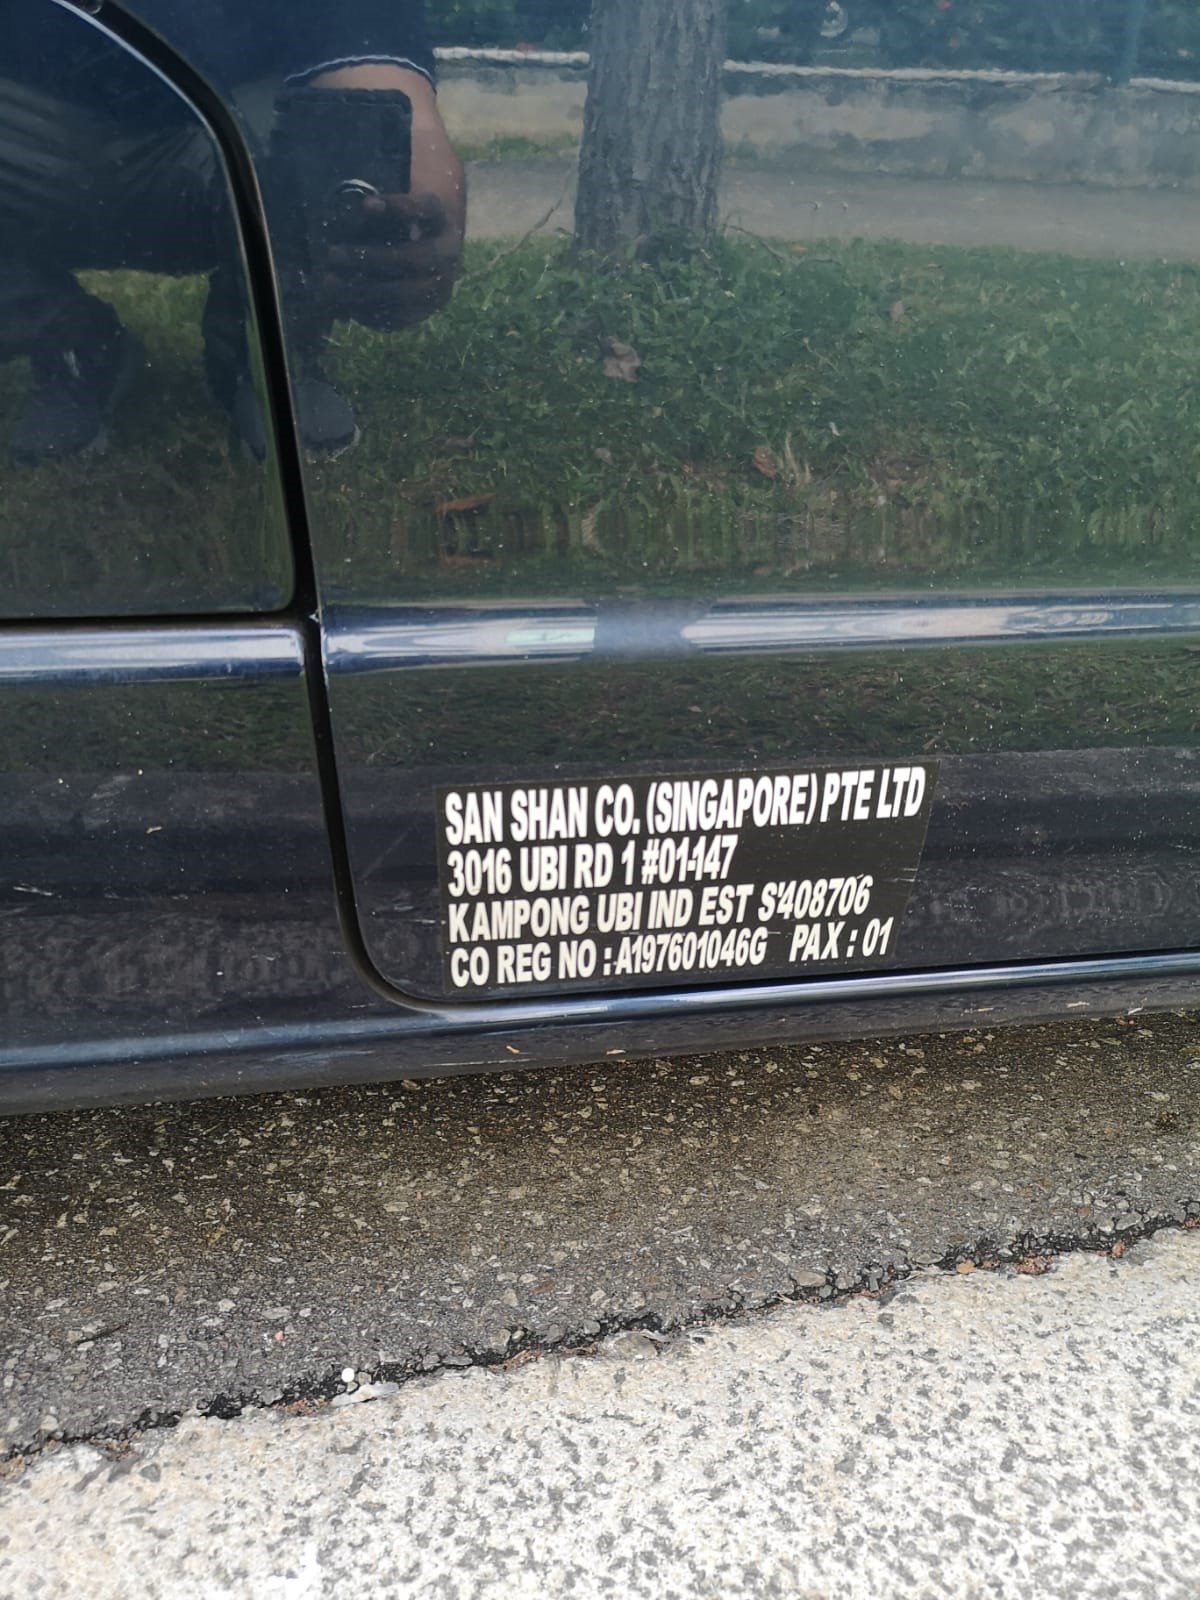 SAN SHAN CO. (SINGAPORE) PTE LTD
3016 UBI RD 1 #01-147
KAMPONG UBI IND EST S'408706
CO REG NO : A197601046G PAX : 01